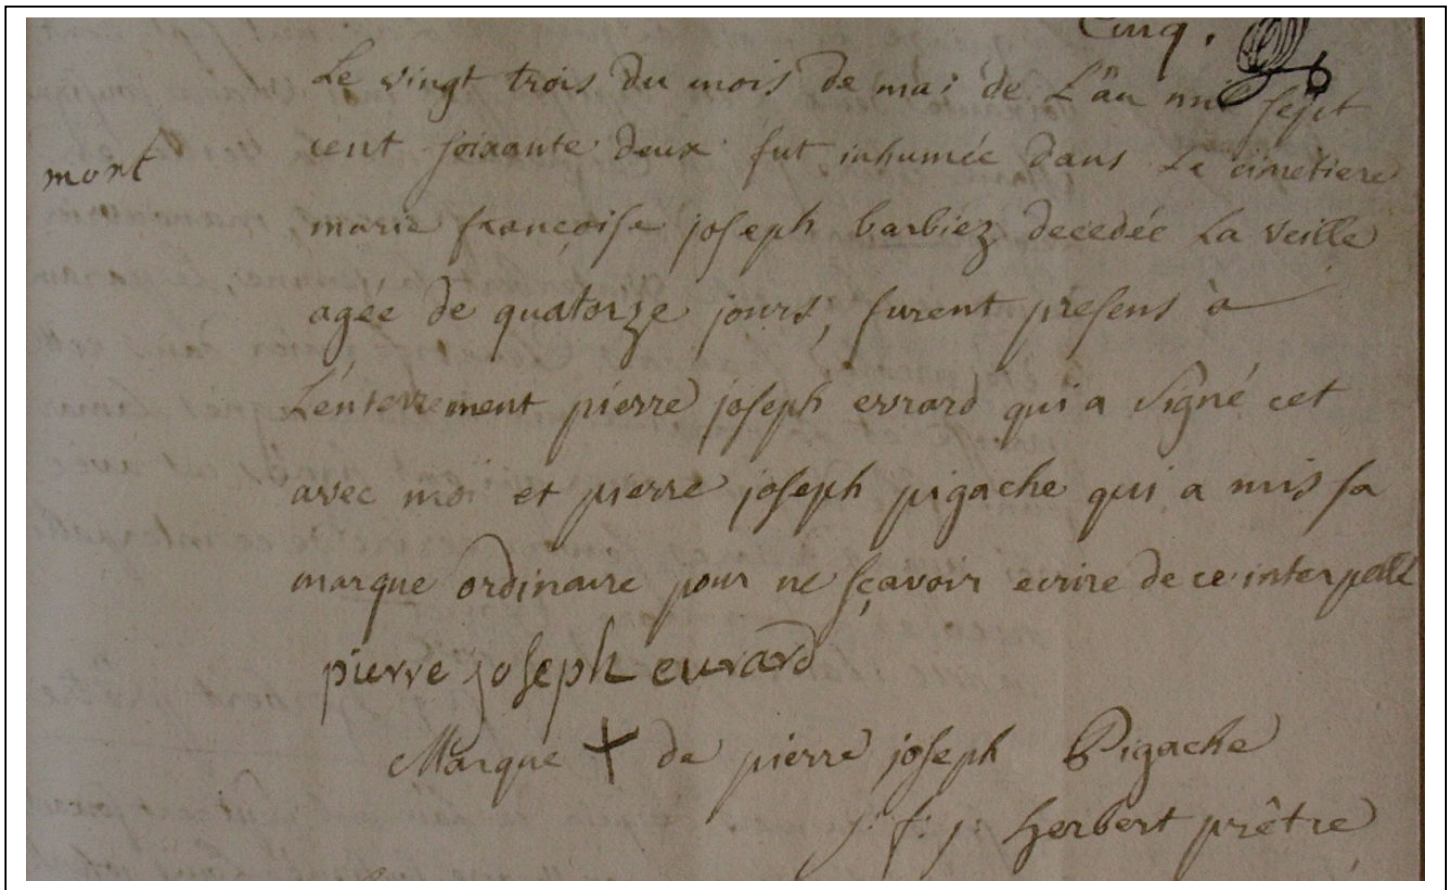 Cinq.
Le vingt trois du mois de mai de L'an mil sept
mort
cent soixante deux fut inhumée dans Le cimetiere
marie françoise joseph barbiez decedée La veille
agée de quatorze jours, furent presens à
L'enterrement pierre joseph evrard qui a signé cet
avec moi et pierre joseph pigache qui a mis sa
marque ordinaire pour ne sçavoir ecrire de ce interpellé
pierre joseph evrard
Marque + de pierre joseph Pigache
j: f: j: herbert prêtre